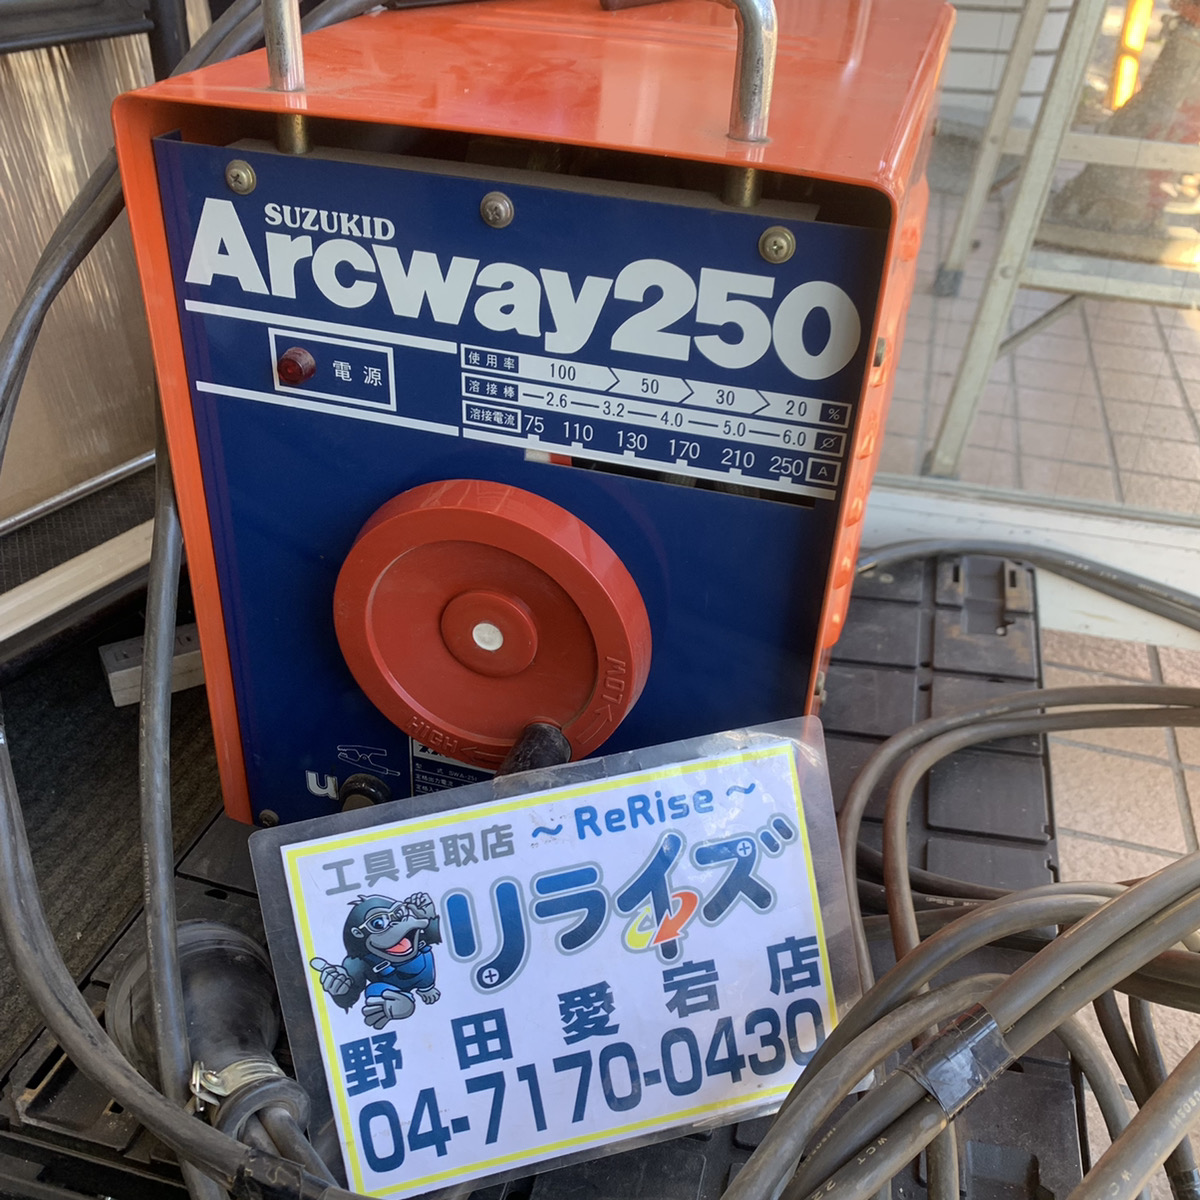 SUZUKID
Arcway250
電源
使用率 100 50 30 20 %
溶接棒 2.6 3.2 4.0 5.0 6.0 Ø
溶接電流 75 110 130 170 210 250 A
LOW
HIGH
工具買取店 ～ReRise～
リライズ
野田愛宕店
04-7170-0430